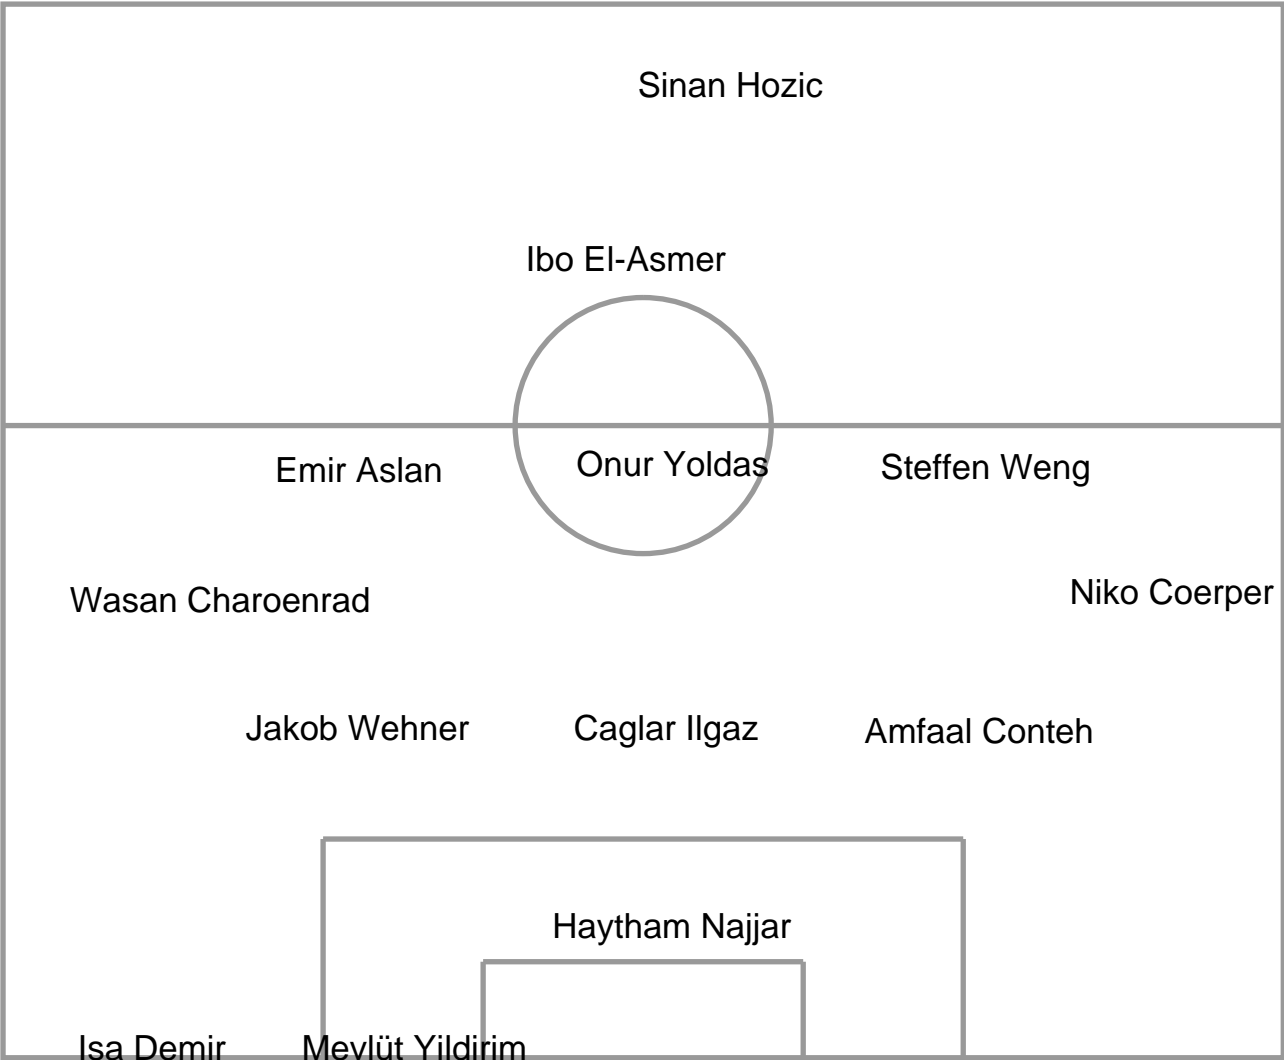 Sinan Hozic
Ibo El-Asmer
Emir Aslan Onur Yoldas Steffen Weng
Wasan Charoenrad Niko Coerper
Jakob Wehner Caglar Ilgaz Amfaal Conteh
Haytham Najjar
Isa Demir Mevlüt Yildirim